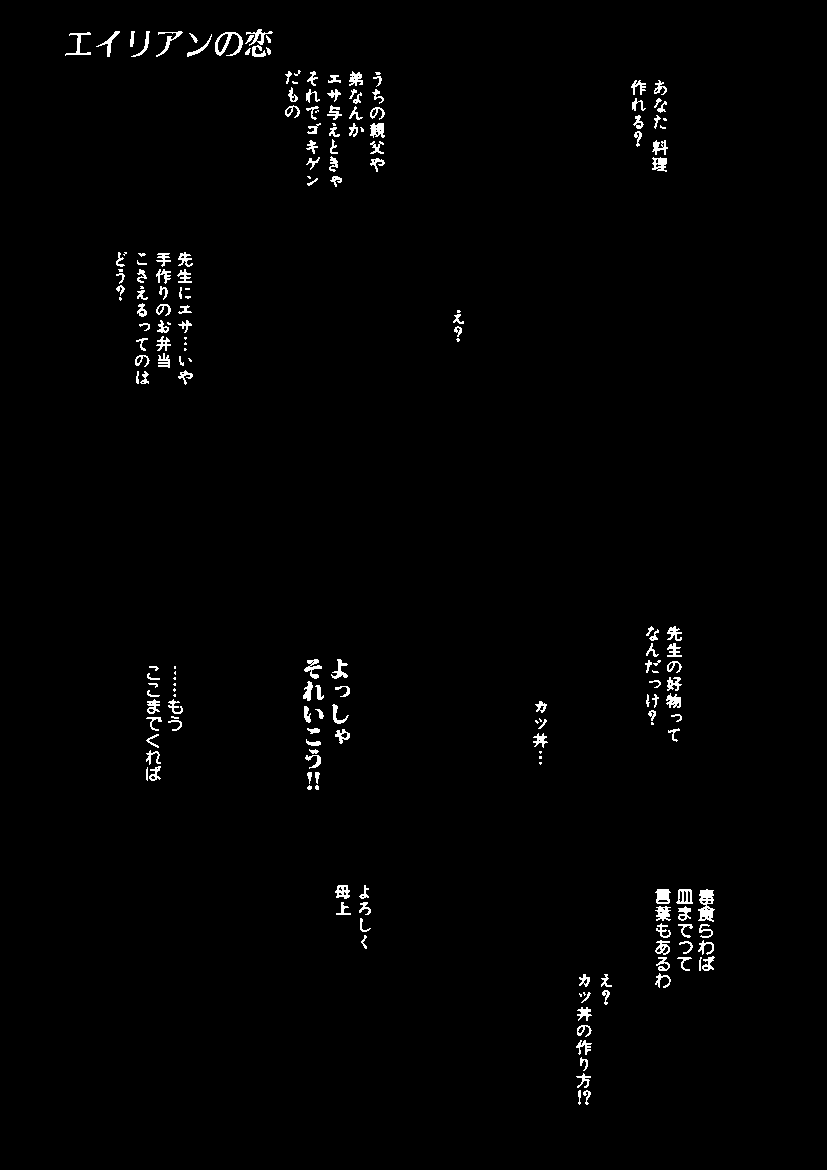 エイリアンの恋
あなた 料理
作れる?
うちの親父や
弟なんか
エサ与えときゃ
それでゴキゲン
だもの
え?
先生にエサ…いや
手作りのお弁当
こさえるってのは
どう?
先生の好物って
なんだっけ?
カツ丼…
よっしゃ
それいこう!!
……もう
ここまでくれば
毒食らわば
皿までって
言葉もあるわ
え?
カツ丼の作り方!?
よろしく
母上